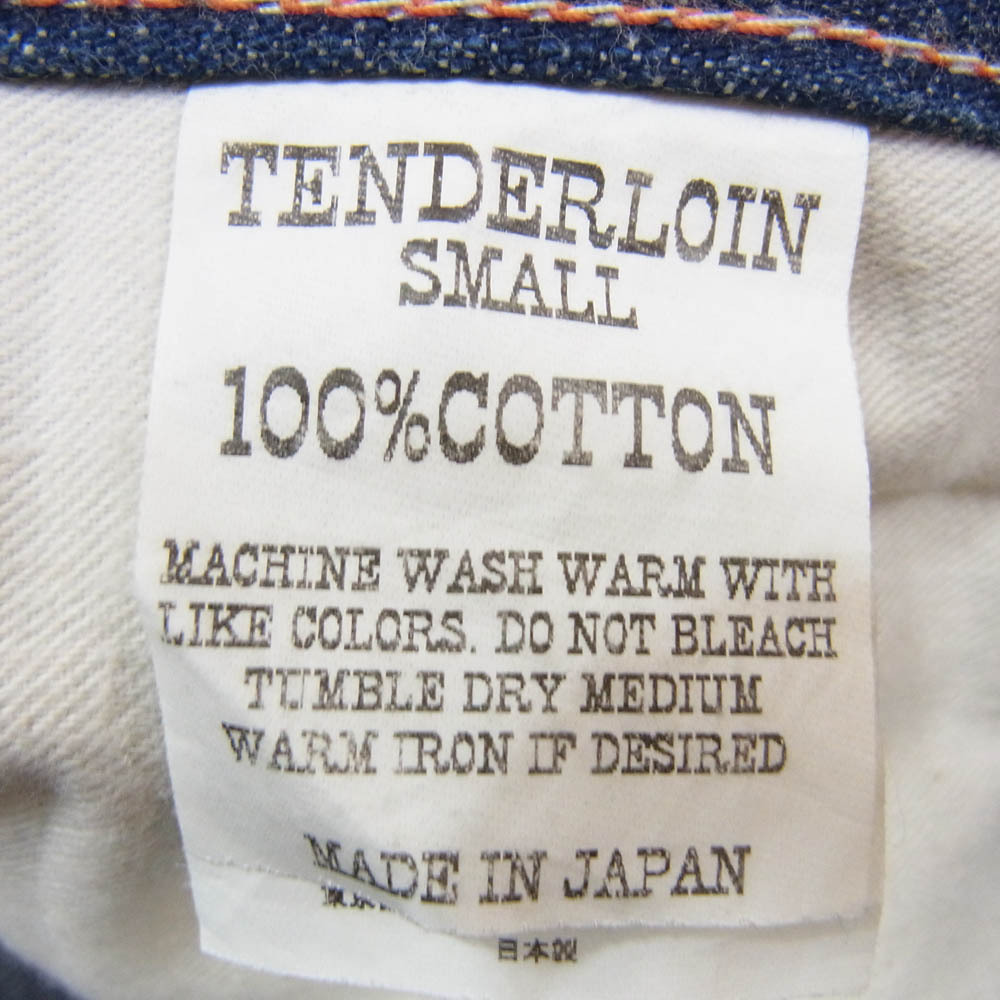 TENDERLOIN
SMALL
100%COTTON
MACHINE WASH WARM WITH
LIKE COLORS. DO NOT BLEACH
TUMBLE DRY MEDIUM
WARM IRON IF DESIRED
MADE IN JAPAN
日本製